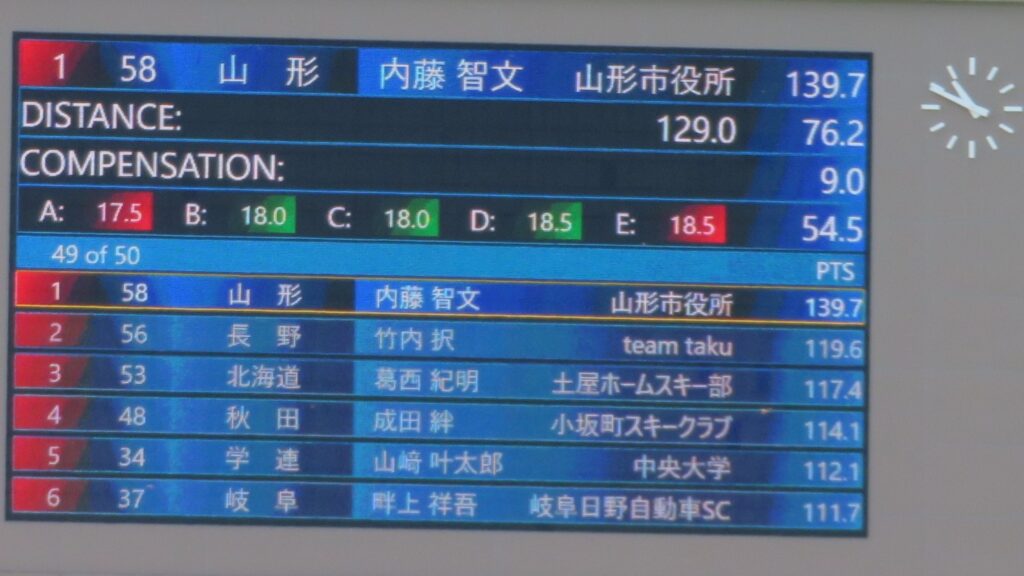 1 58 山 形 内藤 智文 山形市役所 139.7
DISTANCE: 129.0 76.2
COMPENSATION: 9.0
A: 17.5 B: 18.0 C: 18.0 D: 18.5 E: 18.5 54.5
49 of 50 PTS
1 58 山 形 内藤 智文 山形市役所 139.7
2 56 長 野 竹内 択 team taku 119.6
3 53 北海道 葛西 紀明 土屋ホームスキー部 117.4
4 48 秋 田 成田 絆 小坂町スキークラブ 114.1
5 34 学 連 山﨑 叶太郎 中央大学 112.1
6 37 岐 阜 畔上 祥吾 岐阜日野自動車SC 111.7